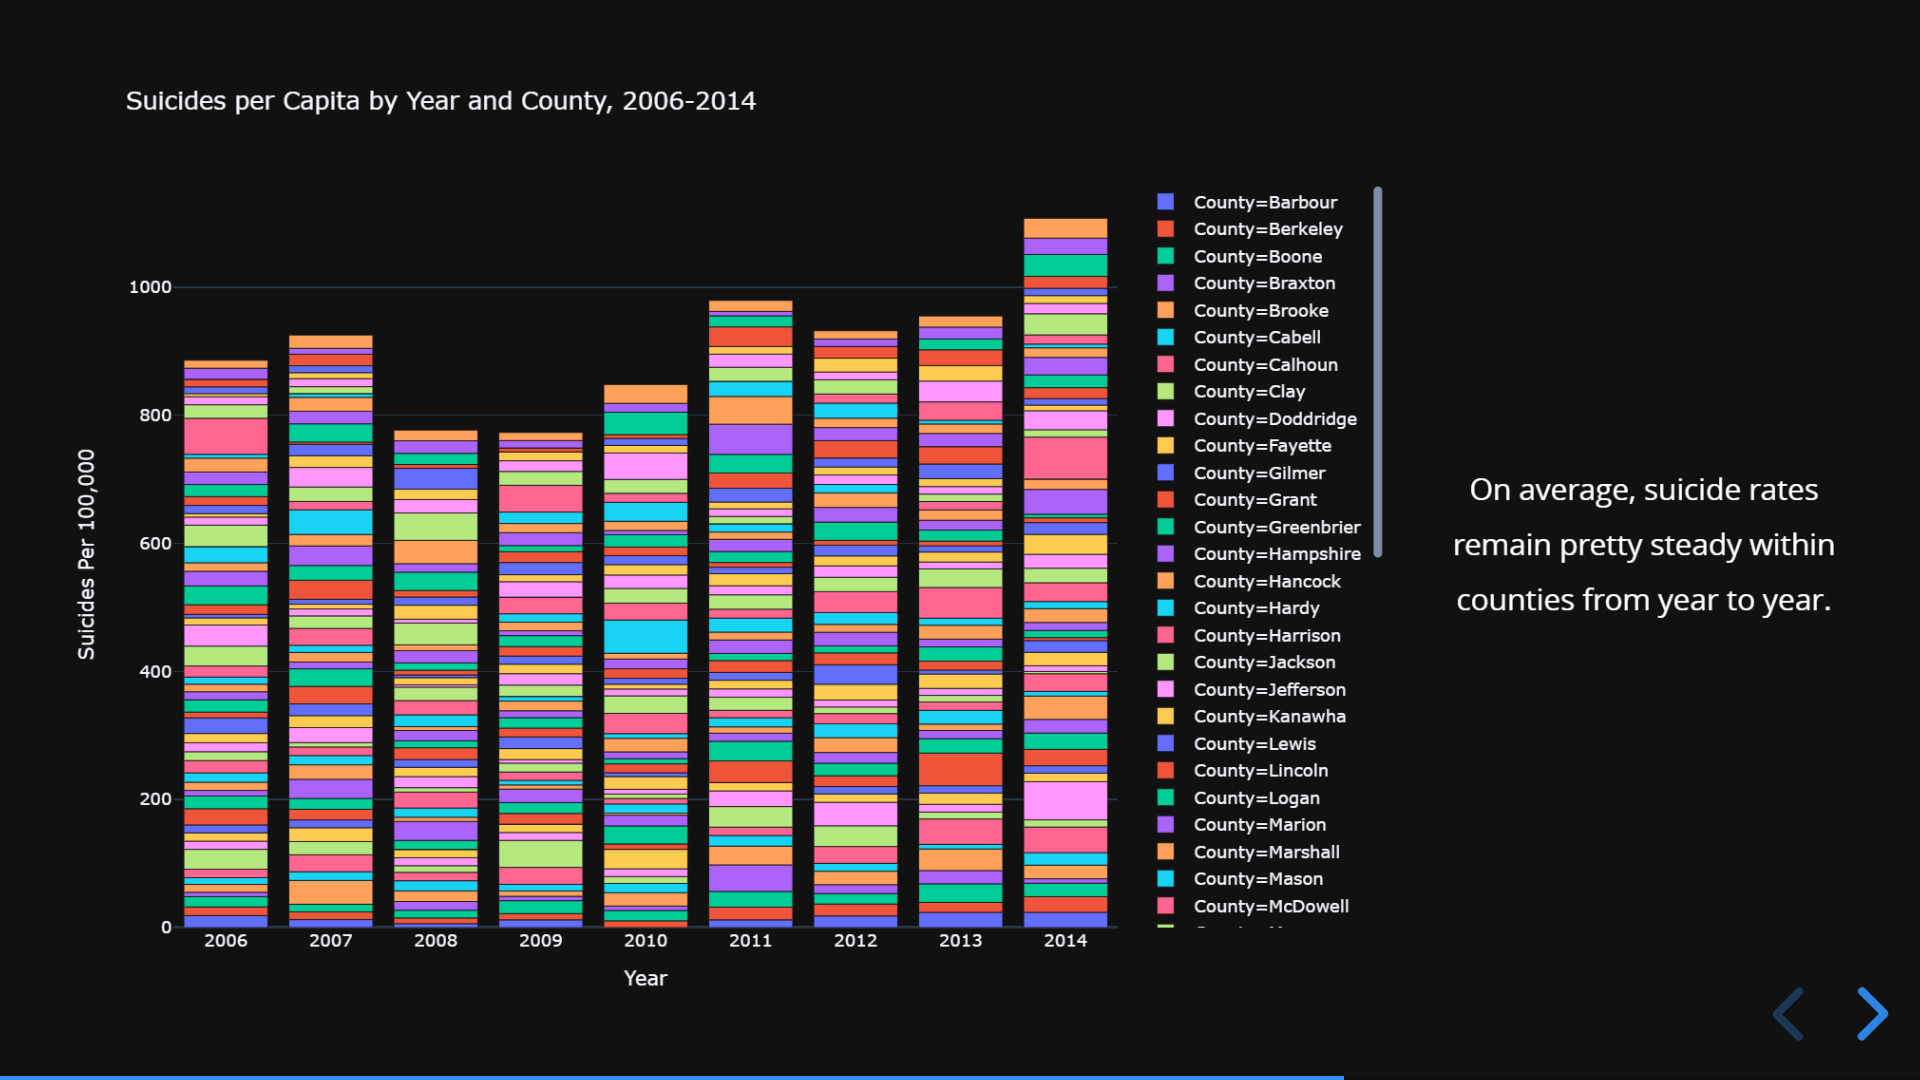 Suicides per Capita by Year and County, 2006-2014
Suicides Per 100,000
1000
800
600
400
200
0
2006 2007 2008 2009 2010 2011 2012 2013 2014
Year
County=Barbour
County=Berkeley
County=Boone
County=Braxton
County=Brooke
County=Cabell
County=Calhoun
County=Clay
County=Doddridge
County=Fayette
County=Gilmer
County=Grant
County=Greenbrier
County=Hampshire
County=Hancock
County=Hardy
County=Harrison
County=Jackson
County=Jefferson
County=Kanawha
County=Lewis
County=Lincoln
County=Logan
County=Marion
County=Marshall
County=Mason
County=McDowell
On average, suicide rates
remain pretty steady within
counties from year to year.